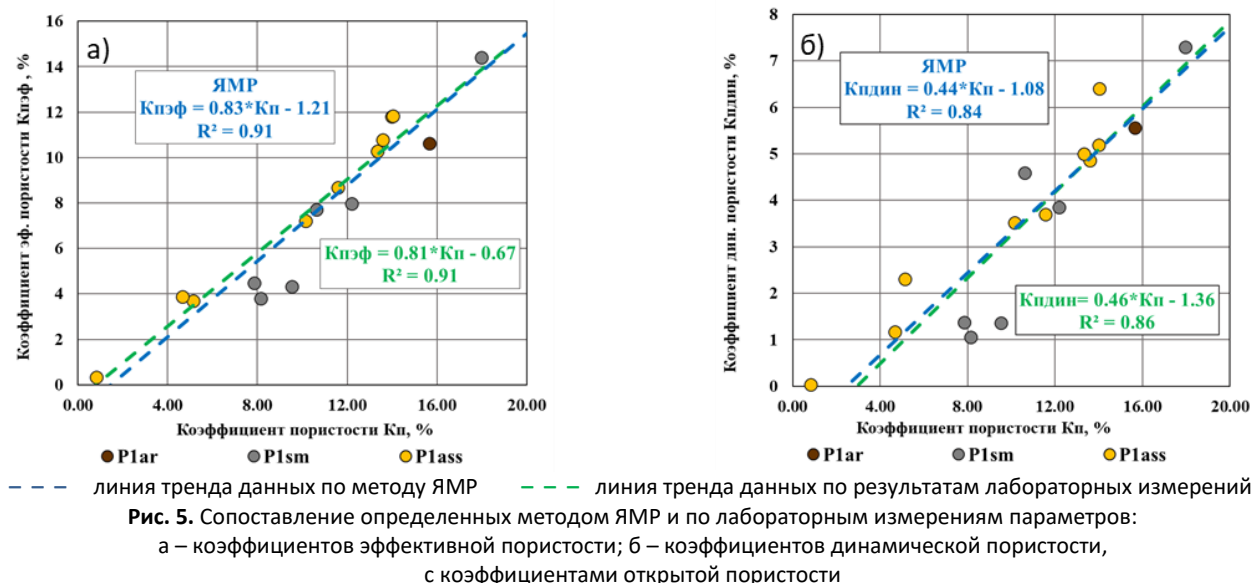 а)
Коэффициент эф. пористости Кпэф , %
16
14
12
10
8
6
4
2
0
ЯМР
Кпэф = 0.83*Кп - 1.21
R² = 0.91
Кпэф = 0.81*Кп - 0.67
R² = 0.91
0.00 4.00 8.00 12.00 16.00 20.00
Коэффициент пористости Кп, %
P1ar P1sm P1ass
б)
Коэффициент дин. пористости Кпдин, %
8
7
6
5
4
3
2
1
0
ЯМР
Кпдин = 0.44*Кп - 1.08
R² = 0.84
Кпдин= 0.46*Кп - 1.36
R² = 0.86
0.00 4.00 8.00 12.00 16.00 20.00
Коэффициент пористости Кп, %
P1ar P1sm P1ass
линия тренда данных по методу ЯМР линия тренда данных по результатам лабораторных измерений
Рис. 5. Сопоставление определенных методом ЯМР и по лабораторным измерениям параметров:
а – коэффициентов эффективной пористости; б – коэффициентов динамической пористости,
с коэффициентами открытой пористости